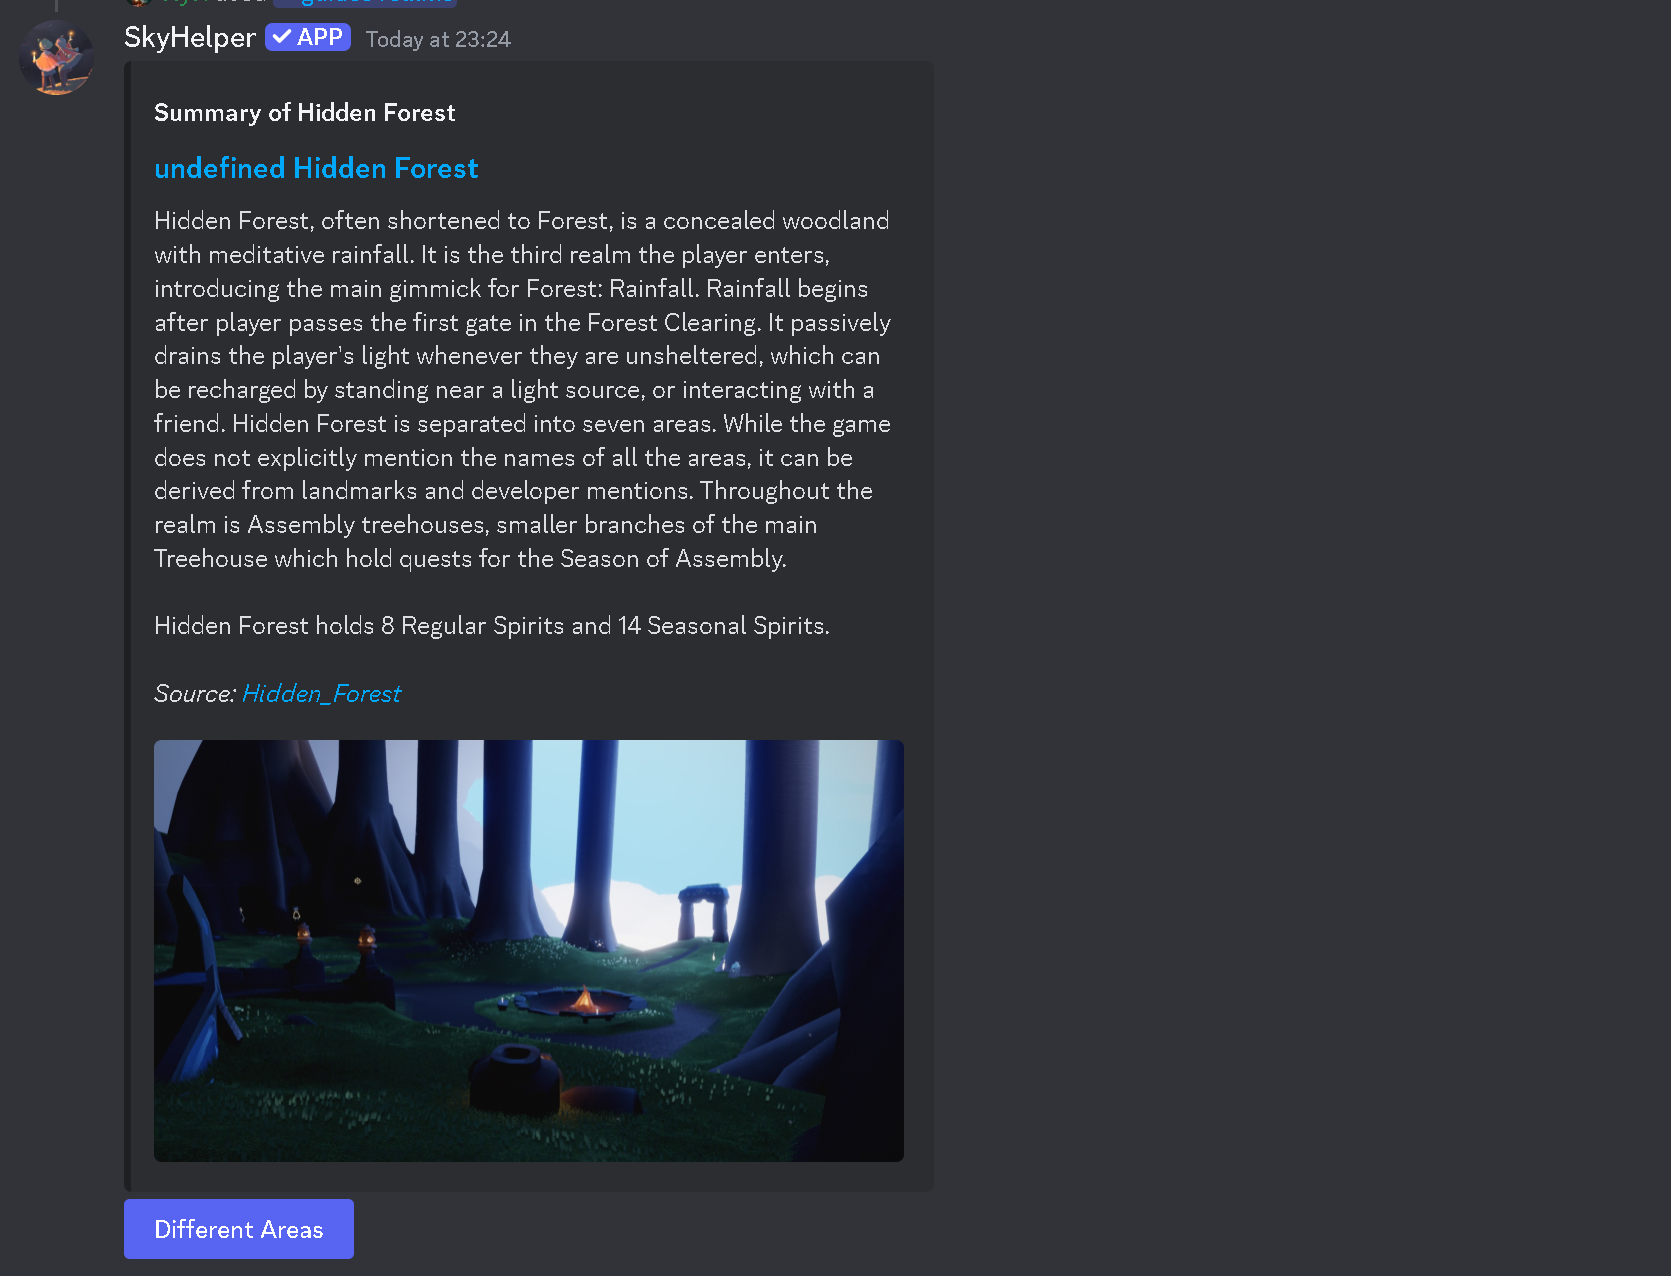 SkyHelper ✓ APP Today at 23:24
Summary of Hidden Forest
undefined Hidden Forest
Hidden Forest, often shortened to Forest, is a concealed woodland
with meditative rainfall. It is the third realm the player enters,
introducing the main gimmick for Forest: Rainfall. Rainfall begins
after player passes the first gate in the Forest Clearing. It passively
drains the player's light whenever they are unsheltered, which can
be recharged by standing near a light source, or interacting with a
friend. Hidden Forest is separated into seven areas. While the game
does not explicitly mention the names of all the areas, it can be
derived from landmarks and developer mentions. Throughout the
realm is Assembly treehouses, smaller branches of the main
Treehouse which hold quests for the Season of Assembly.
Hidden Forest holds 8 Regular Spirits and 14 Seasonal Spirits.
Source: Hidden_Forest
Different Areas